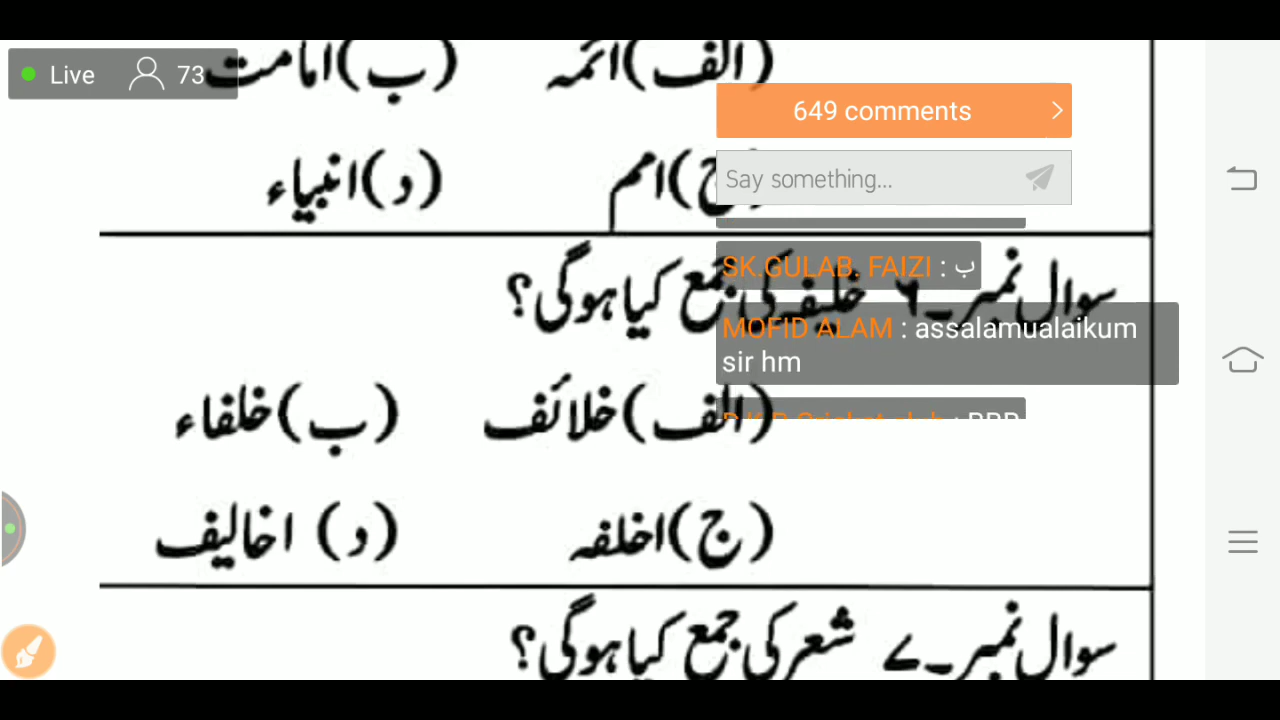 Live 73
(الف) ائمہ (ب) امامت
649 comments
(ج) امم (د) انبیاء
Say something...
SK.GULAB. FAIZI : ب
سوال نمبر۔۶ خلیفہ کی جمع کیا ہوگی؟
MOFID ALAM : assalamualaikum
sir hm
(الف) خلائف (ب) خلفاء
(ج) اخلفہ (د) اخالیف
سوال نمبر۔۷ شعر کی جمع کیا ہوگی؟